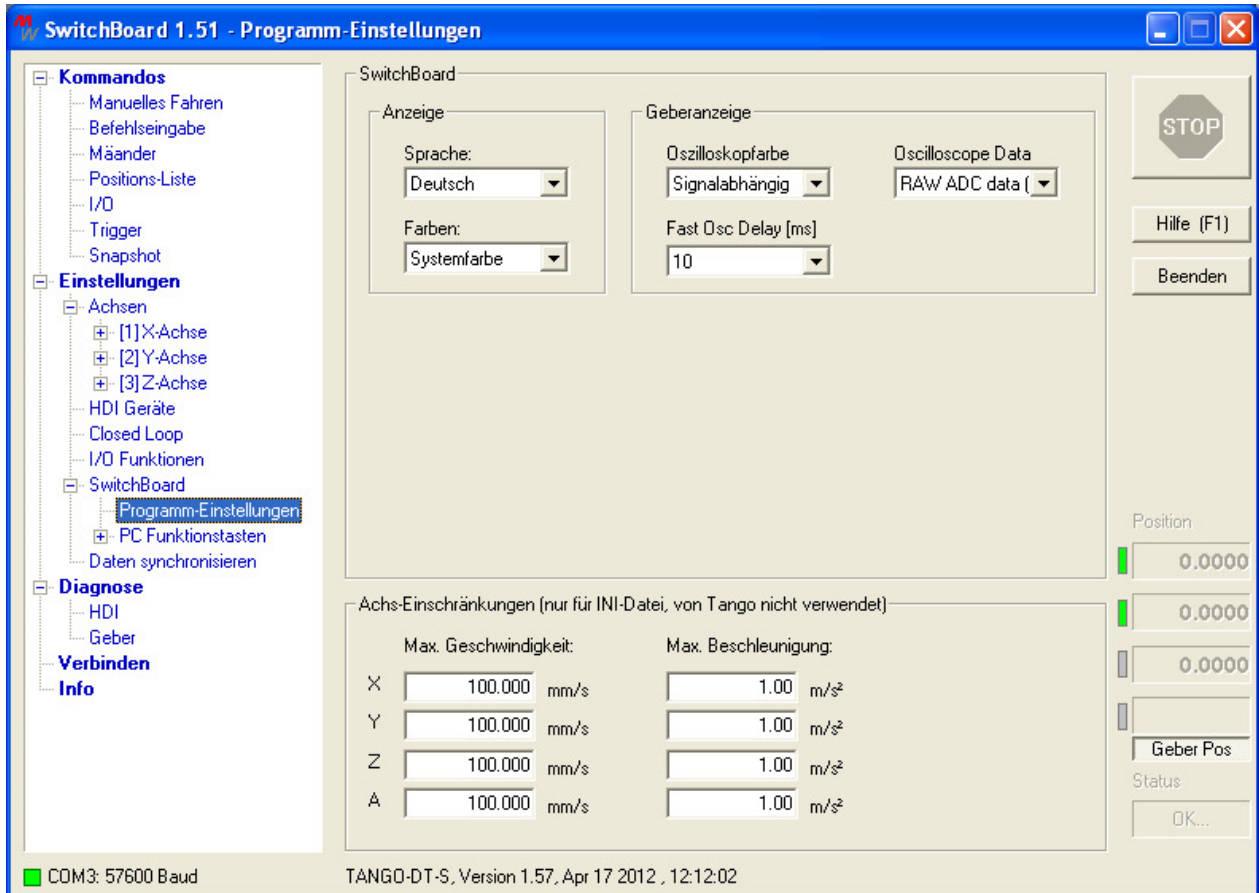 SwitchBoard 1.51 - Programm-Einstellungen
Kommandos
Manuelles Fahren
Befehlseingabe
Mäander
Positions-Liste
I/O
Trigger
Snapshot
Einstellungen
Achsen
[1] X-Achse
[2] Y-Achse
[3] Z-Achse
HDI Geräte
Closed Loop
I/O Funktionen
SwitchBoard
Programm-Einstellungen
PC Funktionstasten
Daten synchronisieren
Diagnose
HDI
Geber
Verbinden
Info
SwitchBoard
Anzeige
Sprache:
Deutsch
Farben:
Systemfarbe
Geberanzeige
Oszilloskopfarbe
Signalabhängig
Oscilloscope Data
RAW ADC data (
Fast Osc Delay [ms]
10
Achs-Einschränkungen (nur für INI-Datei, von Tango nicht verwendet)
Max. Geschwindigkeit: Max. Beschleunigung:
X 100.000 mm/s 1.00 m/s²
Y 100.000 mm/s 1.00 m/s²
Z 100.000 mm/s 1.00 m/s²
A 100.000 mm/s 1.00 m/s²
STOP
Hilfe (F1)
Beenden
Position
0.0000
0.0000
0.0000
Geber Pos
Status
OK...
COM3: 57600 Baud
TANGO-DT-S, Version 1.57, Apr 17 2012 , 12:12:02